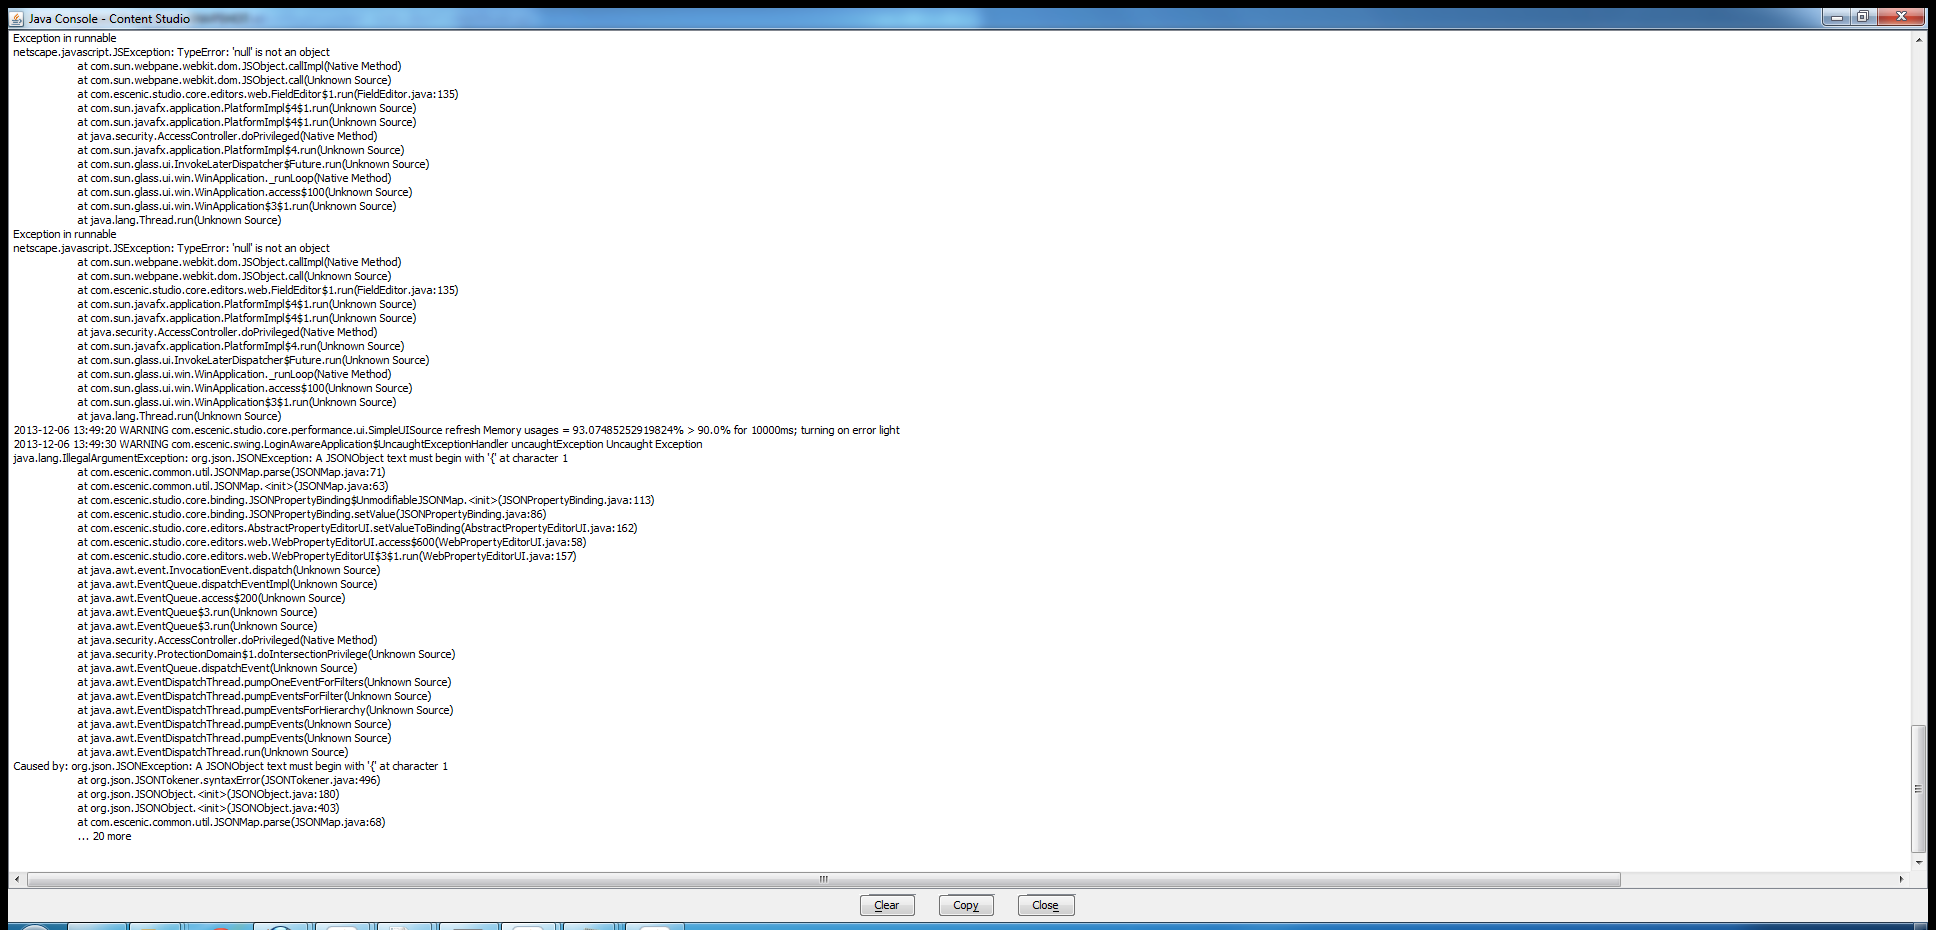 Java Console - Content Studio
Exception in runnable
netscape.javascript.JSException: TypeError: 'null' is not an object
at com.sun.webpane.webkit.dom.JSObject.callImpl(Native Method)
at com.sun.webpane.webkit.dom.JSObject.call(Unknown Source)
at com.escenic.studio.core.editors.web.FieldEditor$1.run(FieldEditor.java:135)
at com.sun.javafx.application.PlatformImpl$4$1.run(Unknown Source)
at com.sun.javafx.application.PlatformImpl$4$1.run(Unknown Source)
at java.security.AccessController.doPrivileged(Native Method)
at com.sun.javafx.application.PlatformImpl$4.run(Unknown Source)
at com.sun.glass.ui.InvokeLaterDispatcher$Future.run(Unknown Source)
at com.sun.glass.ui.win.WinApplication._runLoop(Native Method)
at com.sun.glass.ui.win.WinApplication.access$100(Unknown Source)
at com.sun.glass.ui.win.WinApplication$3$1.run(Unknown Source)
at java.lang.Thread.run(Unknown Source)
Exception in runnable
netscape.javascript.JSException: TypeError: 'null' is not an object
at com.sun.webpane.webkit.dom.JSObject.callImpl(Native Method)
at com.sun.webpane.webkit.dom.JSObject.call(Unknown Source)
at com.escenic.studio.core.editors.web.FieldEditor$1.run(FieldEditor.java:135)
at com.sun.javafx.application.PlatformImpl$4$1.run(Unknown Source)
at com.sun.javafx.application.PlatformImpl$4$1.run(Unknown Source)
at java.security.AccessController.doPrivileged(Native Method)
at com.sun.javafx.application.PlatformImpl$4.run(Unknown Source)
at com.sun.glass.ui.InvokeLaterDispatcher$Future.run(Unknown Source)
at com.sun.glass.ui.win.WinApplication._runLoop(Native Method)
at com.sun.glass.ui.win.WinApplication.access$100(Unknown Source)
at com.sun.glass.ui.win.WinApplication$3$1.run(Unknown Source)
at java.lang.Thread.run(Unknown Source)
2013-12-06 13:49:20 WARNING com.escenic.studio.core.performance.ui.SimpleUISource refresh Memory usages = 93.07485252919824% > 90.0% for 10000ms; turning on error light
2013-12-06 13:49:30 WARNING com.escenic.swing.LoginAwareApplication$UncaughtExceptionHandler uncaughtException Uncaught Exception
java.lang.IllegalArgumentException: org.json.JSONException: A JSONObject text must begin with '{' at character 1
at com.escenic.common.util.JSONMap.parse(JSONMap.java:71)
at com.escenic.common.util.JSONMap.<init>(JSONMap.java:63)
at com.escenic.studio.core.binding.JSONPropertyBinding$UnmodifiableJSONMap.<init>(JSONPropertyBinding.java:113)
at com.escenic.studio.core.binding.JSONPropertyBinding.setValue(JSONPropertyBinding.java:86)
at com.escenic.studio.core.editors.AbstractPropertyEditorUI.setValueToBinding(AbstractPropertyEditorUI.java:162)
at com.escenic.studio.core.editors.web.WebPropertyEditorUI.access$600(WebPropertyEditorUI.java:58)
at com.escenic.studio.core.editors.web.WebPropertyEditorUI$3$1.run(WebPropertyEditorUI.java:157)
at java.awt.event.InvocationEvent.dispatch(Unknown Source)
at java.awt.EventQueue.dispatchEventImpl(Unknown Source)
at java.awt.EventQueue.access$200(Unknown Source)
at java.awt.EventQueue$3.run(Unknown Source)
at java.awt.EventQueue$3.run(Unknown Source)
at java.security.AccessController.doPrivileged(Native Method)
at java.security.ProtectionDomain$1.doIntersectionPrivilege(Unknown Source)
at java.awt.EventQueue.dispatchEvent(Unknown Source)
at java.awt.EventDispatchThread.pumpOneEventForFilters(Unknown Source)
at java.awt.EventDispatchThread.pumpEventsForFilter(Unknown Source)
at java.awt.EventDispatchThread.pumpEventsForHierarchy(Unknown Source)
at java.awt.EventDispatchThread.pumpEvents(Unknown Source)
at java.awt.EventDispatchThread.pumpEvents(Unknown Source)
at java.awt.EventDispatchThread.run(Unknown Source)
Caused by: org.json.JSONException: A JSONObject text must begin with '{' at character 1
at org.json.JSONTokener.syntaxError(JSONTokener.java:496)
at org.json.JSONObject.<init>(JSONObject.java:180)
at org.json.JSONObject.<init>(JSONObject.java:403)
at com.escenic.common.util.JSONMap.parse(JSONMap.java:68)
... 20 more
Clear Copy Close